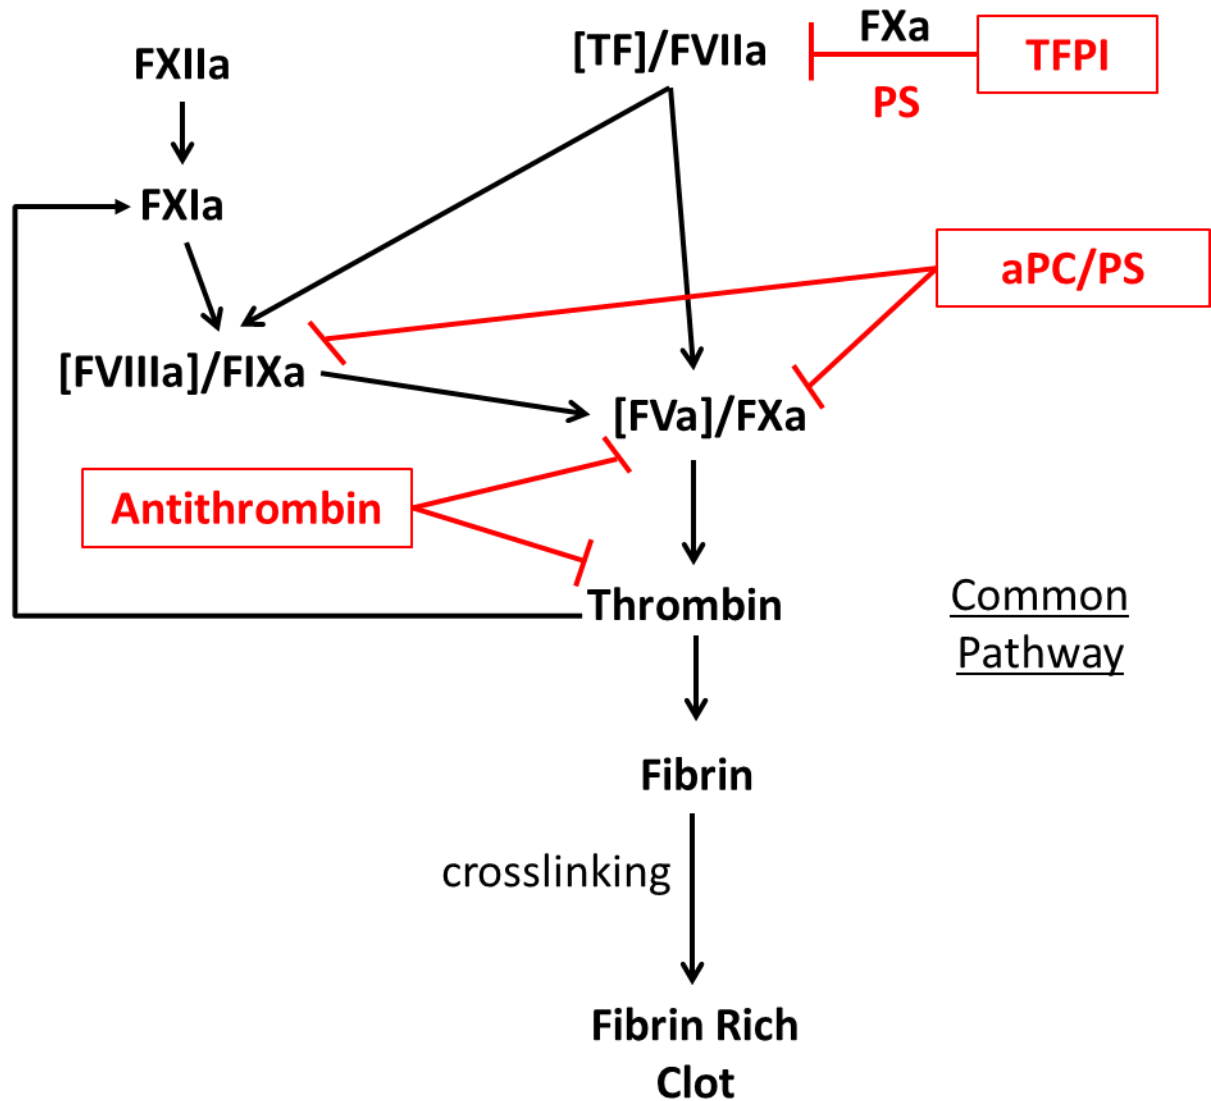 FXIIa
[TF]/FVIIa
FXa
TFPI
PS
FXIa
aPC/PS
[FVIIIa]/FIXa
[FVa]/FXa
Antithrombin
Thrombin
Common
Pathway
Fibrin
crosslinking
Fibrin Rich
Clot